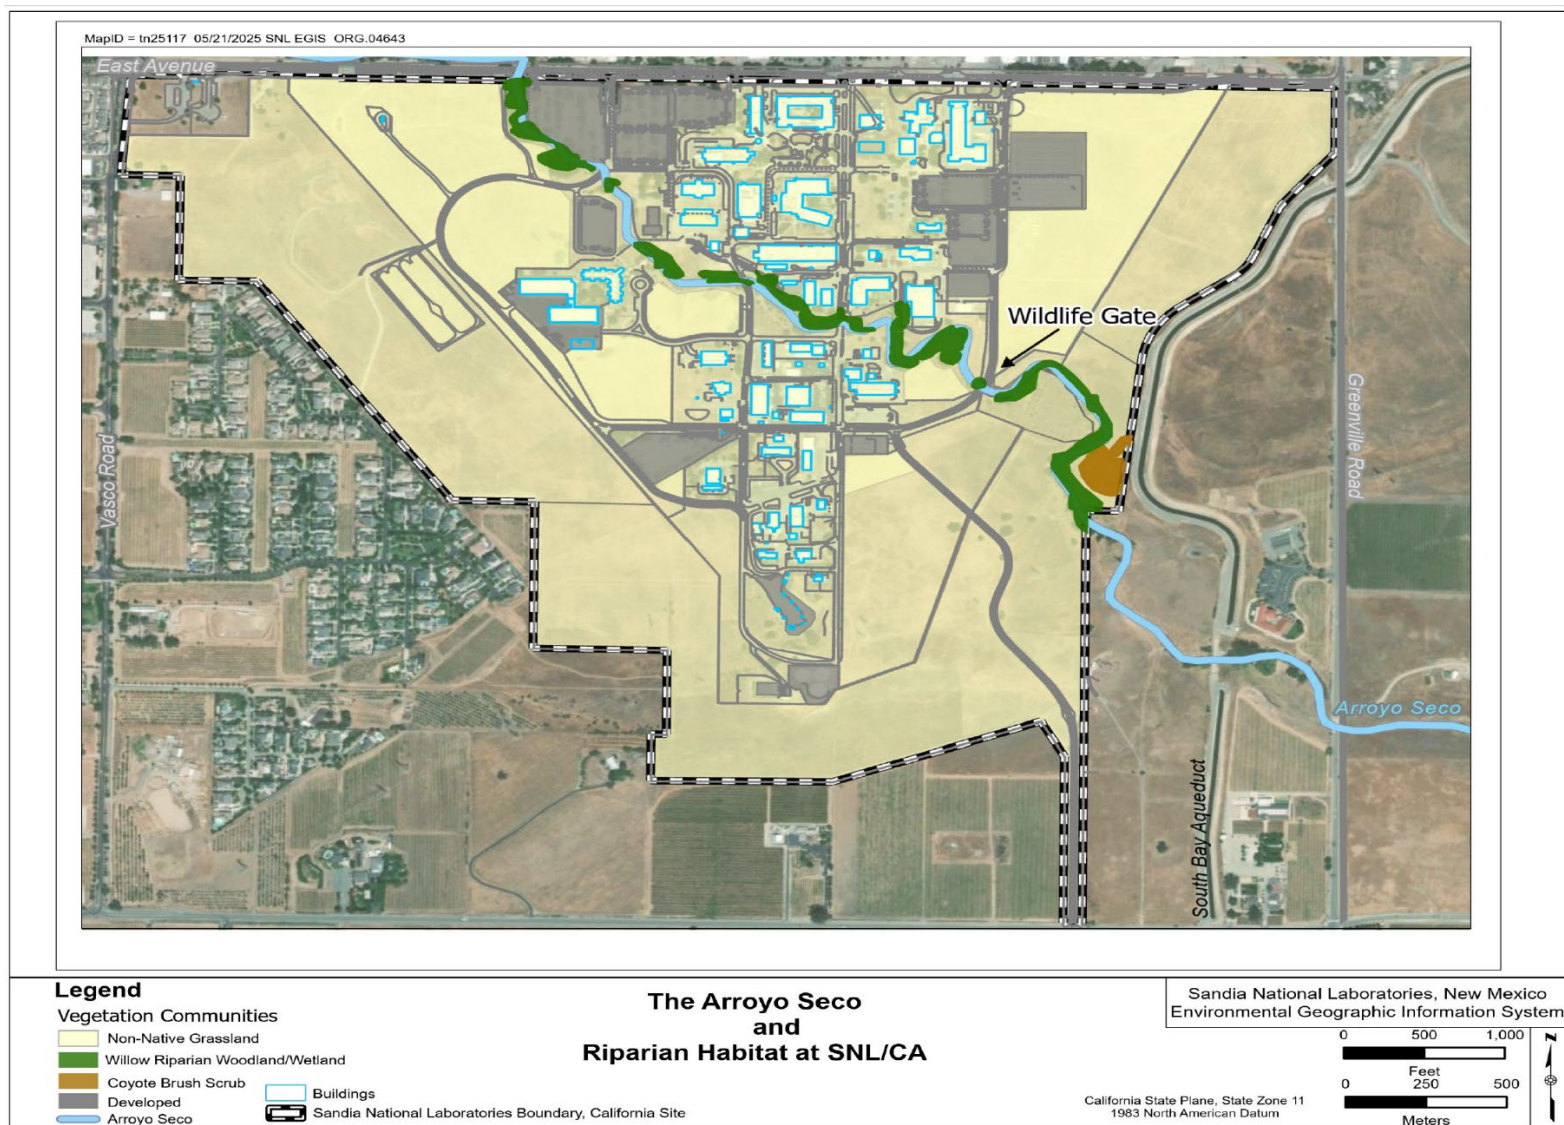 MapID = tn25117 05/21/2025 SNL EGIS ORG.04643
East Avenue
Wildlife Gate
Vasco Road
Greenville Road
Arroyo Seco
South Bay Aqueduct
Legend
Vegetation Communities
Non-Native Grassland
Willow Riparian Woodland/Wetland
Coyote Brush Scrub
Developed
Arroyo Seco
Buildings
Sandia National Laboratories Boundary, California Site
The Arroyo Seco
and
Riparian Habitat at SNL/CA
Sandia National Laboratories, New Mexico
Environmental Geographic Information System
0 500 1,000
Feet
0 250 500
Meters
N
California State Plane, State Zone 11
1983 North American Datum